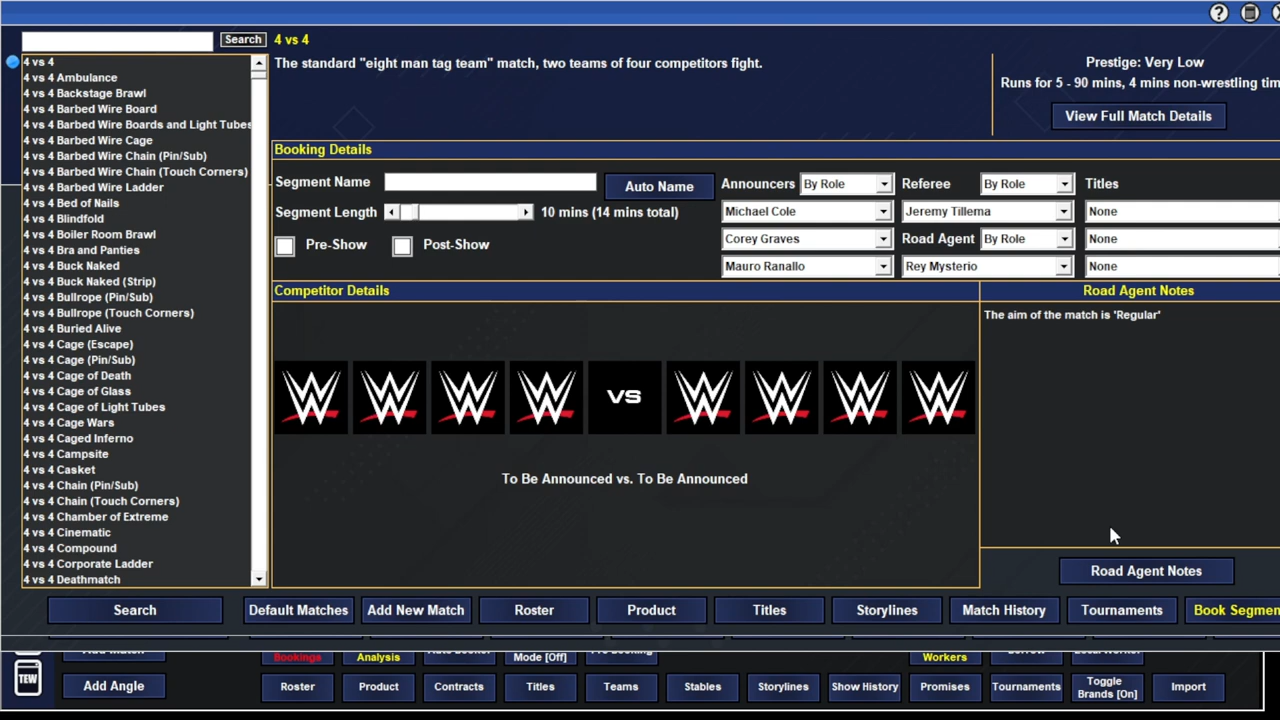 ?
Search
4 vs 4
4 vs 4
4 vs 4 Ambulance
4 vs 4 Backstage Brawl
4 vs 4 Barbed Wire Board
4 vs 4 Barbed Wire Boards and Light Tubes
4 vs 4 Barbed Wire Cage
4 vs 4 Barbed Wire Chain (Pin/Sub)
4 vs 4 Barbed Wire Chain (Touch Corners)
4 vs 4 Barbed Wire Ladder
4 vs 4 Bed of Nails
4 vs 4 Blindfold
4 vs 4 Boiler Room Brawl
4 vs 4 Bra and Panties
4 vs 4 Buck Naked
4 vs 4 Buck Naked (Strip)
4 vs 4 Bullrope (Pin/Sub)
4 vs 4 Bullrope (Touch Corners)
4 vs 4 Buried Alive
4 vs 4 Cage (Escape)
4 vs 4 Cage (Pin/Sub)
4 vs 4 Cage of Death
4 vs 4 Cage of Glass
4 vs 4 Cage of Light Tubes
4 vs 4 Cage Wars
4 vs 4 Caged Inferno
4 vs 4 Campsite
4 vs 4 Casket
4 vs 4 Chain (Pin/Sub)
4 vs 4 Chain (Touch Corners)
4 vs 4 Chamber of Extreme
4 vs 4 Cinematic
4 vs 4 Compound
4 vs 4 Corporate Ladder
4 vs 4 Deathmatch
The standard "eight man tag team" match, two teams of four competitors fight.
Prestige: Very Low
Runs for 5 - 90 mins, 4 mins non-wrestling tim
View Full Match Details
Booking Details
Segment Name
Auto Name
Announcers By Role Referee By Role Titles
Segment Length 10 mins (14 mins total)
Michael Cole Jeremy Tillema None
Pre-Show Post-Show
Corey Graves Road Agent By Role None
Mauro Ranallo Rey Mysterio None
Competitor Details
Road Agent Notes
The aim of the match is 'Regular'
VS
To Be Announced vs. To Be Announced
Road Agent Notes
Search Default Matches Add New Match Roster Product Titles Storylines Match History Tournaments Book Segmen
Bookings Analysis Mode [Off] Workers
TEW
Add Angle Roster Product Contracts Titles Teams Stables Storylines Show History Promises Tournaments Toggle Brands [On] Import